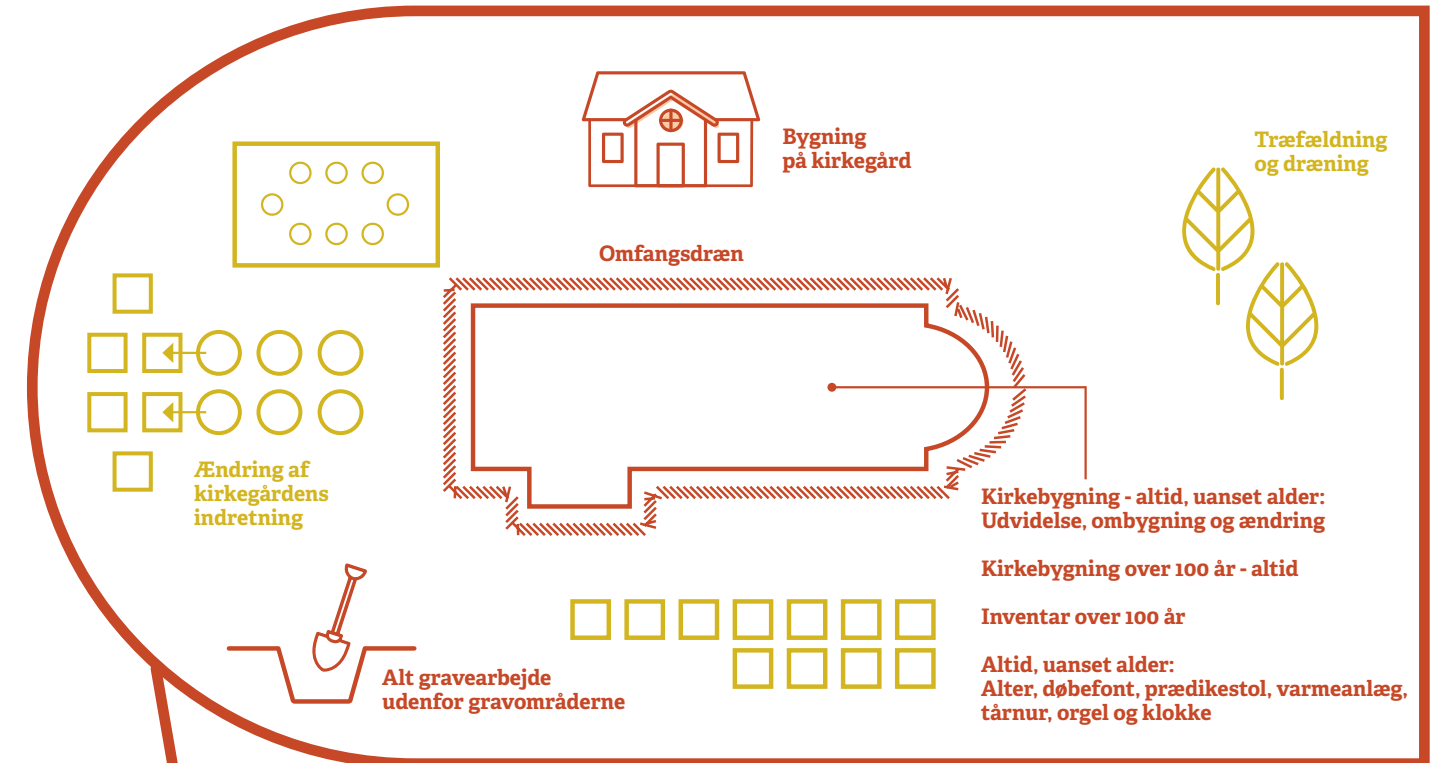 Bygning
på kirkegård
Træfældning
og dræning
Omfangsdræn
Ændring af
kirkegårdens
indretning
Kirkebygning - altid, uanset alder:
Udvidelse, ombygning og ændring
Kirkebygning over 100 år - altid
Inventar over 100 år
Altid, uanset alder:
Alter, døbefont, prædikestol, varmeanlæg,
tårnur, orgel og klokke
Alt gravearbejde
udenfor gravområderne